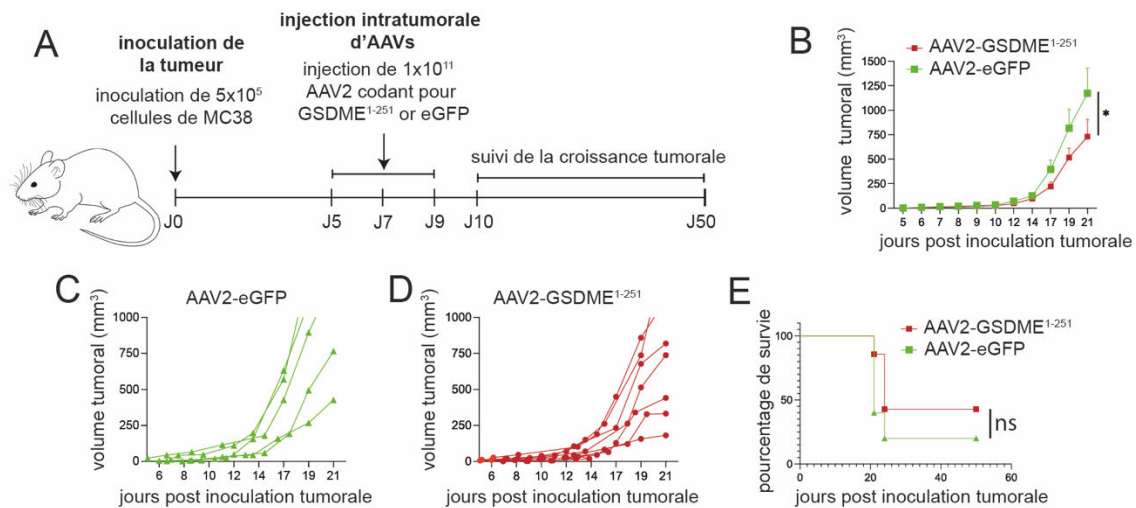 A
inoculation de
la tumeur
inoculation de 5x10⁵
cellules de MC38
injection intratumorale
d'AAVs
injection de 1x10¹¹
AAV2 codant pour
GSDME¹⁻²⁵¹ or eGFP
suivi de la croissance tumorale
J0
J5
J7
J9
J10
J50
B
AAV2-GSDME¹⁻²⁵¹
AAV2-eGFP
volume tumoral (mm³)
1500
1250
1000
750
500
250
0
*
5 6 7 8 9 10 12 14 17 19 21
jours post inoculation tumorale
C
AAV2-eGFP
volume tumoral (mm³)
1000
750
500
250
0
6 8 10 12 14 17 19 21
jours post inoculation tumorale
D
AAV2-GSDME¹⁻²⁵¹
volume tumoral (mm³)
1000
750
500
250
0
6 8 10 12 14 17 19 21
jours post inoculation tumorale
E
AAV2-GSDME¹⁻²⁵¹
AAV2-eGFP
pourcentage de survie
100
50
0
ns
0 20 40 60
jours post inoculation tumorale